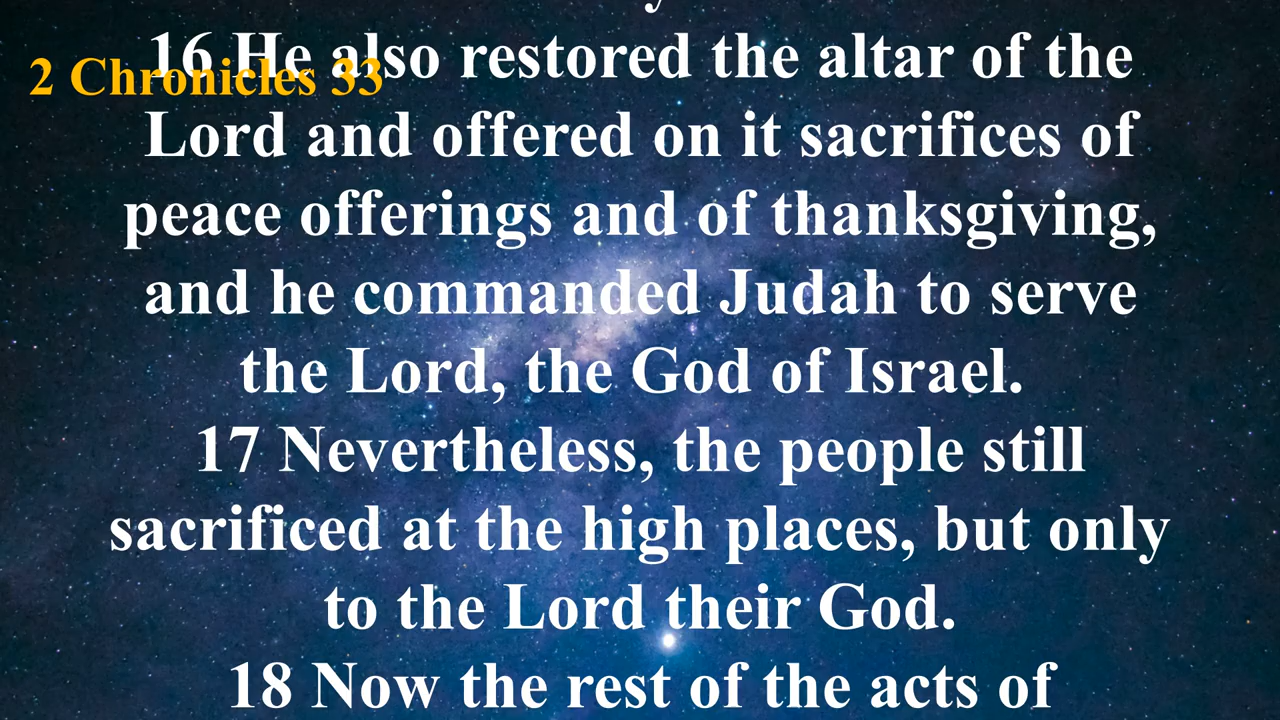 16 He also restored the altar of the
2 Chronicles 33
Lord and offered on it sacrifices of
peace offerings and of thanksgiving,
and he commanded Judah to serve
the Lord, the God of Israel.
17 Nevertheless, the people still
sacrificed at the high places, but only
to the Lord their God.
18 Now the rest of the acts of